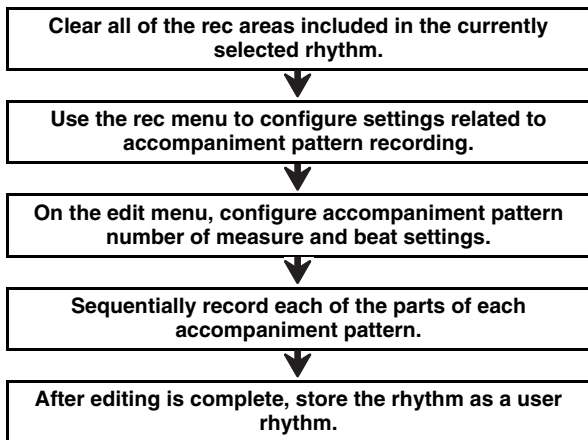 Clear all of the rec areas included in the currently
selected rhythm.
Use the rec menu to configure settings related to
accompaniment pattern recording.
On the edit menu, configure accompaniment pattern
number of measure and beat settings.
Sequentially record each of the parts of each
accompaniment pattern.
After editing is complete, store the rhythm as a user
rhythm.